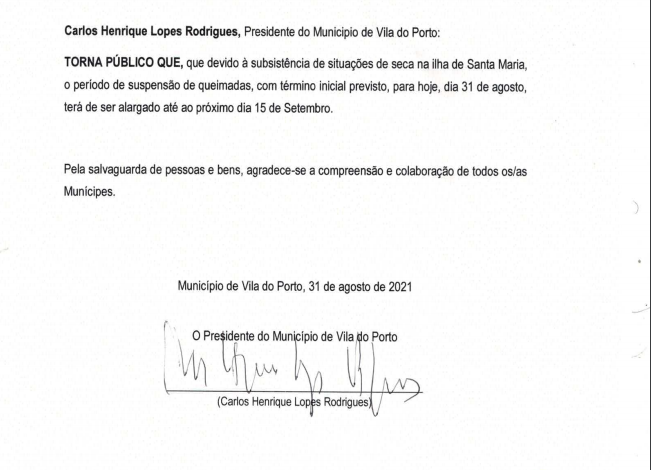 Carlos Henrique Lopes Rodrigues, Presidente do Municipio de Vila do Porto:
TORNA PÚBLICO QUE, que devido à subsistência de situações de seca na ilha de Santa Maria,
o período de suspensão de queimadas, com término inicial previsto, para hoje, dia 31 de agosto,
terá de ser alargado até ao próximo dia 15 de Setembro.
Pela salvaguarda de pessoas e bens, agradece-se a compreensão e colaboração de todos os/as
Munícipes.
Município de Vila do Porto, 31 agosto de 2021
O Presidente do Município de Vila do Porto
(Carlos Henrique Lopes Rodrigues)